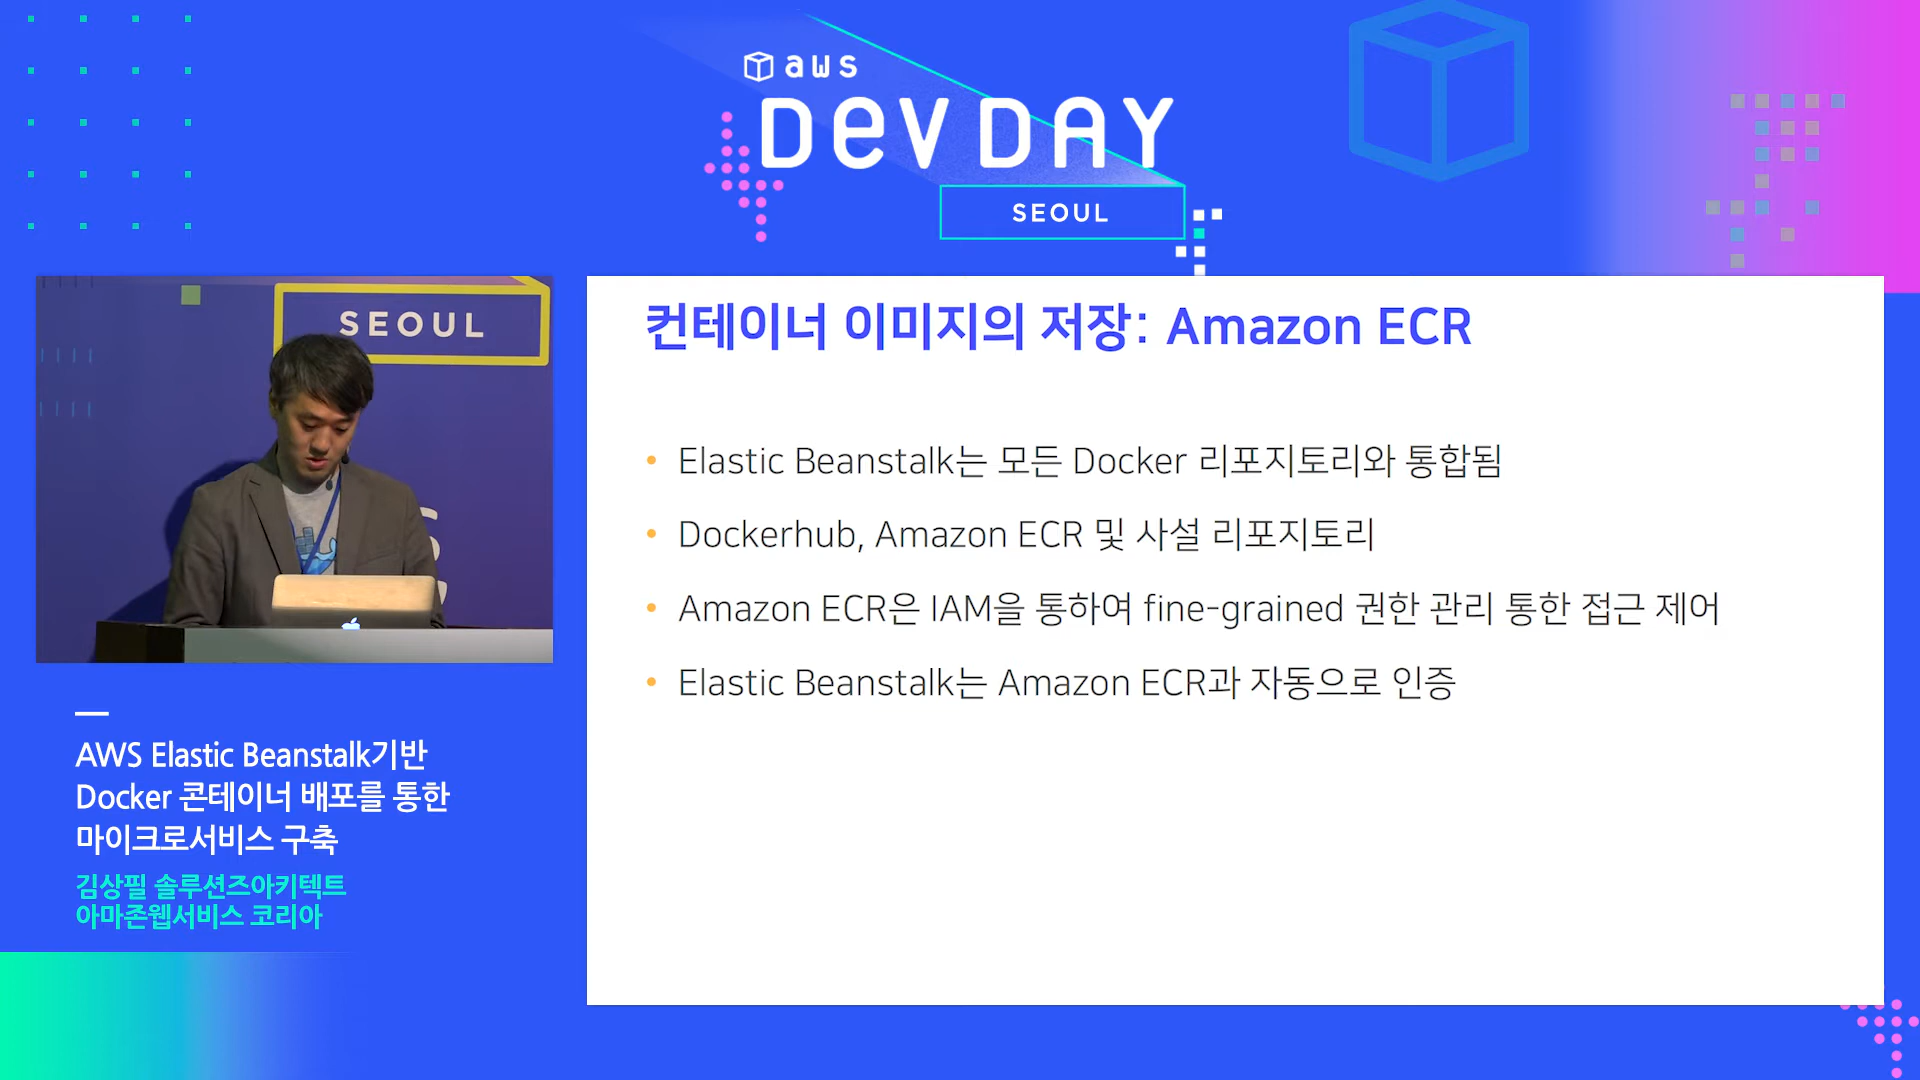 aws
DEV DAY
SEOUL
SEOUL
컨테이너 이미지의 저장: Amazon ECR
• Elastic Beanstalk는 모든 Docker 리포지토리와 통합됨
• Dockerhub, Amazon ECR 및 사설 리포지토리
• Amazon ECR은 IAM을 통하여 fine-grained 권한 관리 통한 접근 제어
• Elastic Beanstalk는 Amazon ECR과 자동으로 인증
AWS Elastic Beanstalk기반
Docker 콘테이너 배포를 통한
마이크로서비스 구축
김상필 솔루션즈아키텍트
아마존웹서비스 코리아